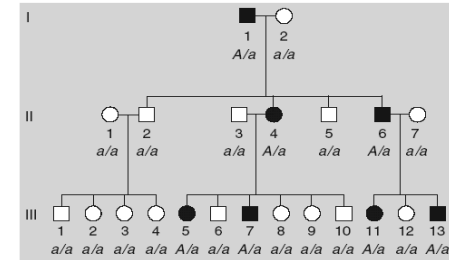 I
1 2
A/a a/a
II
1 2 3 4 5 6 7
a/a a/a a/a A/a a/a A/a a/a
III
1 2 3 4 5 6 7 8 9 10 11 12 13
a/a a/a a/a a/a A/a a/a A/a a/a a/a a/a A/a a/a A/a